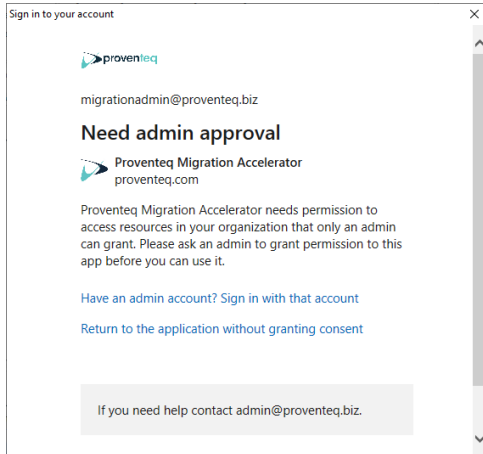 Sign in to your account
proventeq
migrationadmin@proventeq.biz
Need admin approval
Proventeq Migration Accelerator
proventeq.com
Proventeq Migration Accelerator needs permission to
access resources in your organization that only an admin
can grant. Please ask an admin to grant permission to this
app before you can use it.
Have an admin account? Sign in with that account
Return to the application without granting consent
If you need help contact admin@proventeq.biz.